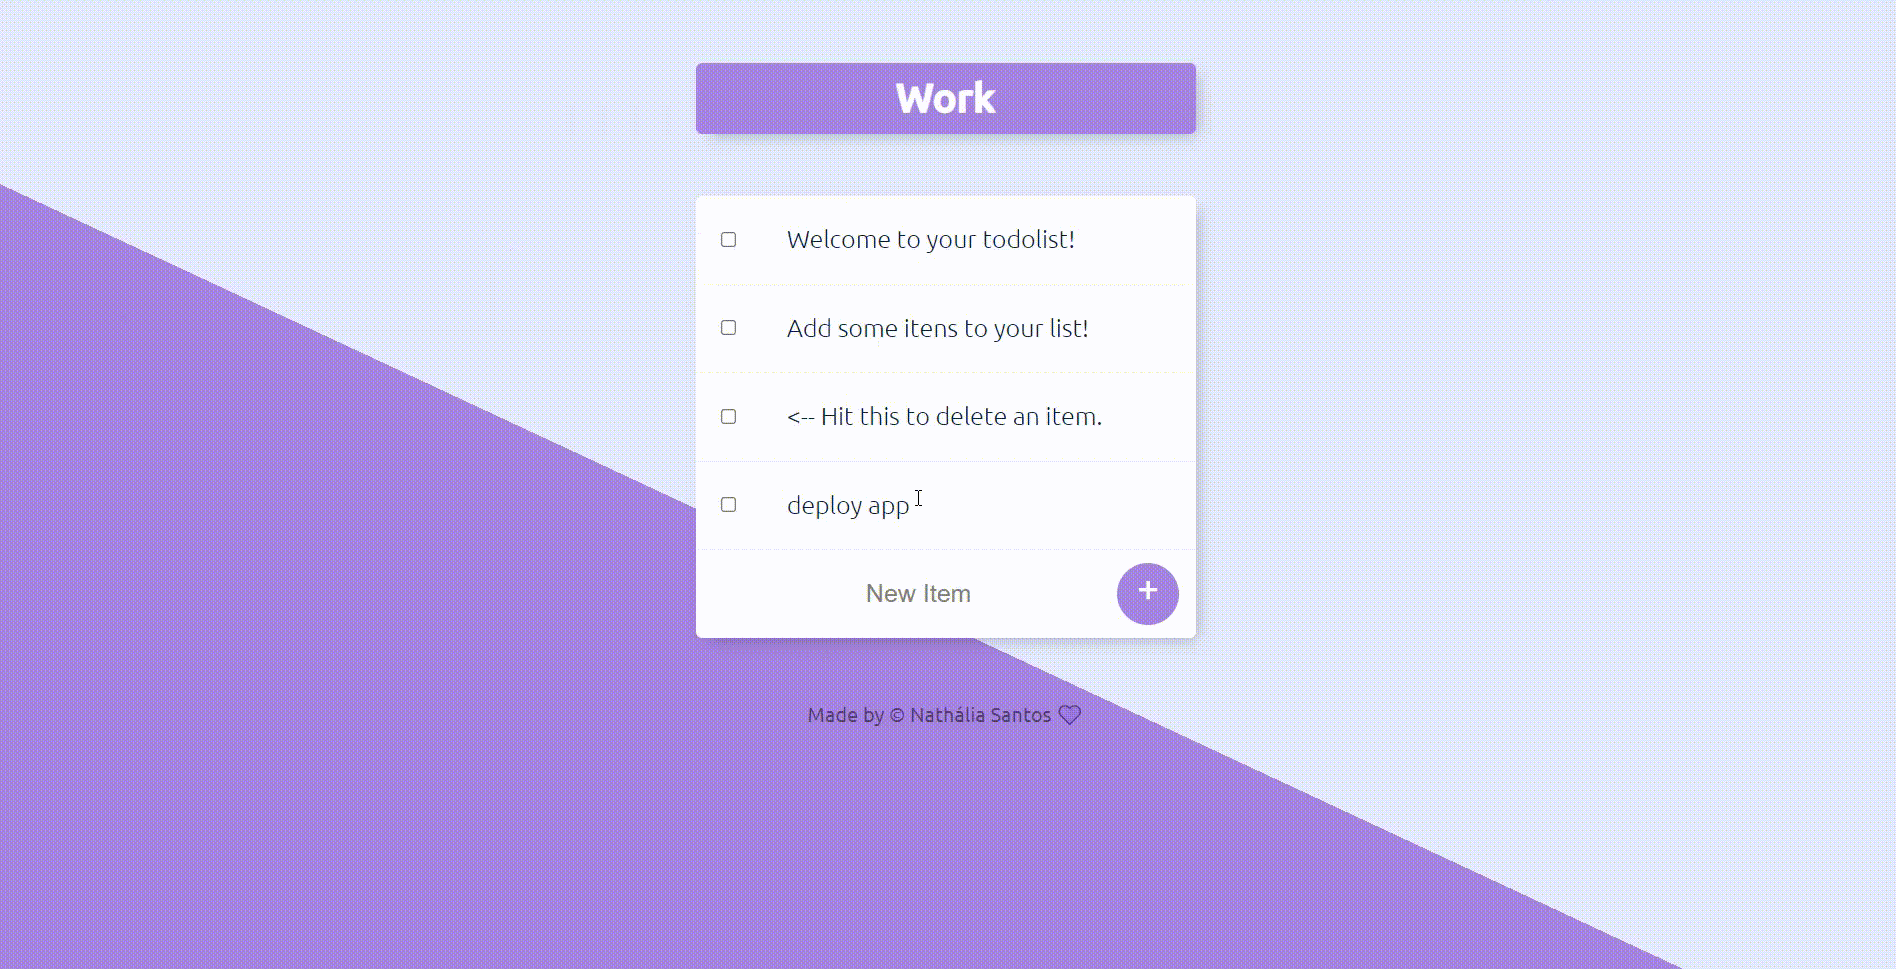 Work
Welcome to your todolist!
Add some itens to your list!
<-- Hit this to delete an item.
deploy app
New Item
+
Made by © Nathália Santos